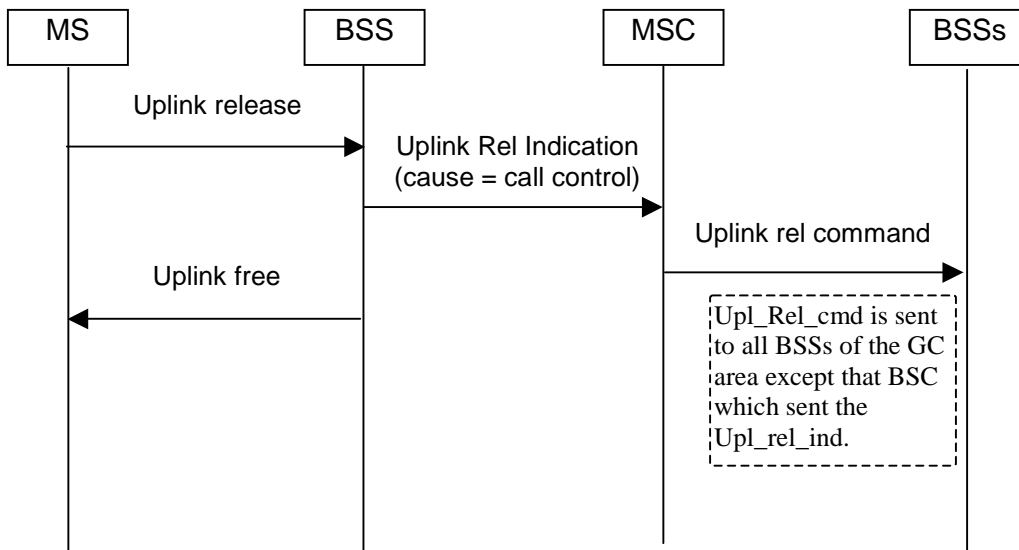 MS
BSS
MSC
BSSs
Uplink release
Uplink Rel Indication
(cause = call control)
Uplink rel command
Uplink free
Upl_Rel_cmd is sent
to all BSSs of the GC
area except that BSC
which sent the
Upl_rel_ind.